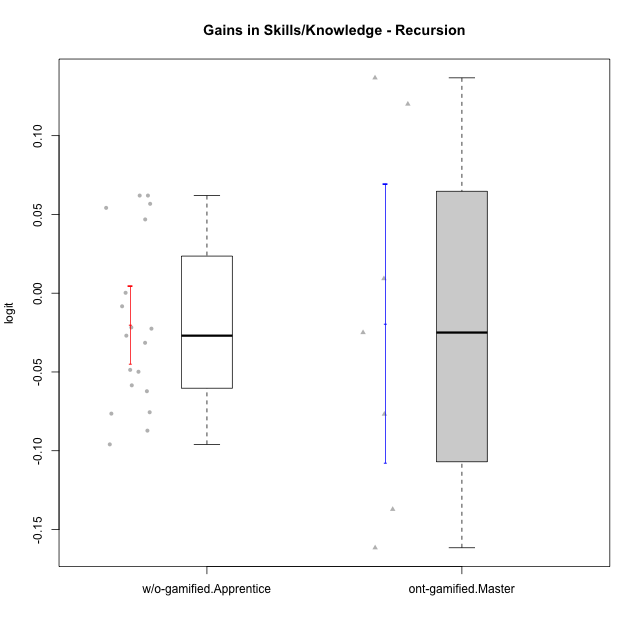 Gains in Skills/Knowledge - Recursion
logit
0.10
0.05
0.00
-0.05
-0.10
-0.15
w/o-gamified.Apprentice
ont-gamified.Master